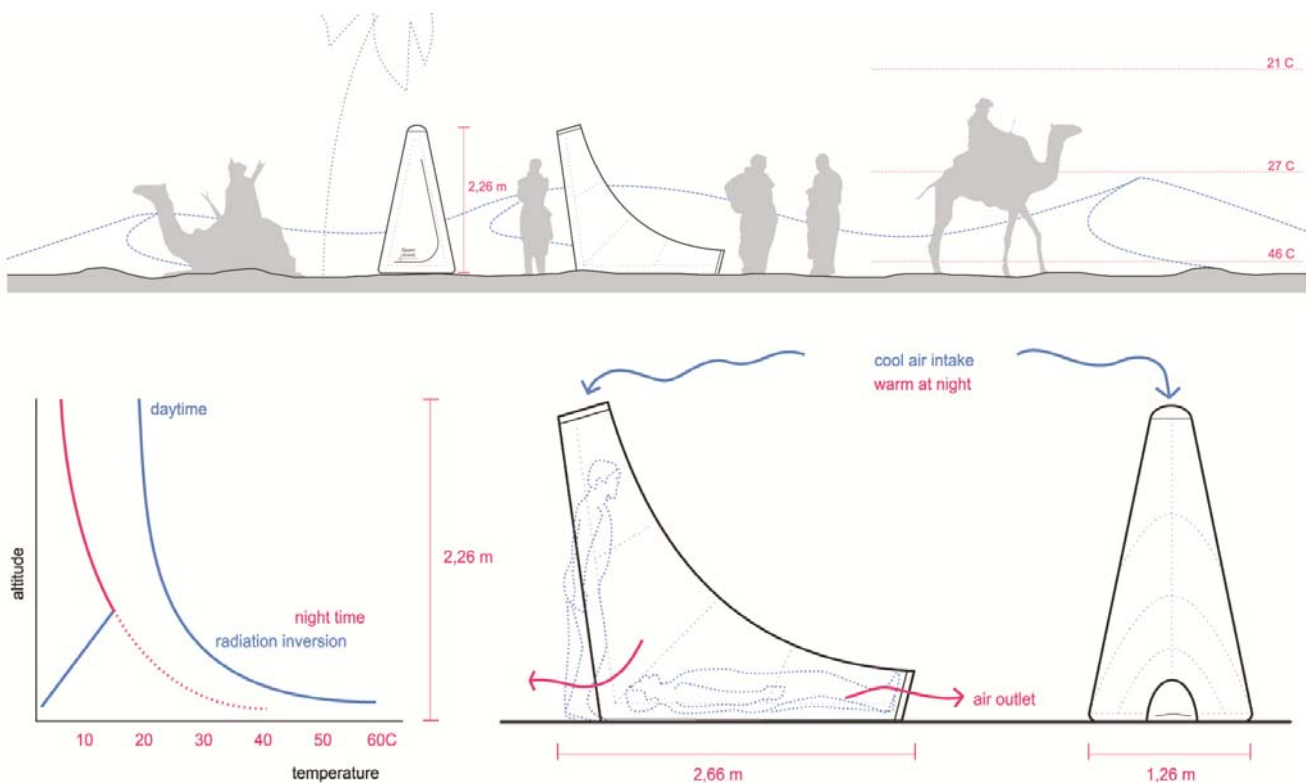 21 C
2,26 m
27 C
46 C
cool air intake
warm at night
daytime
2,26 m
altitude
night time
radiation inversion
air outlet
10 20 30 40 50 60C
temperature
2,66 m
1,26 m